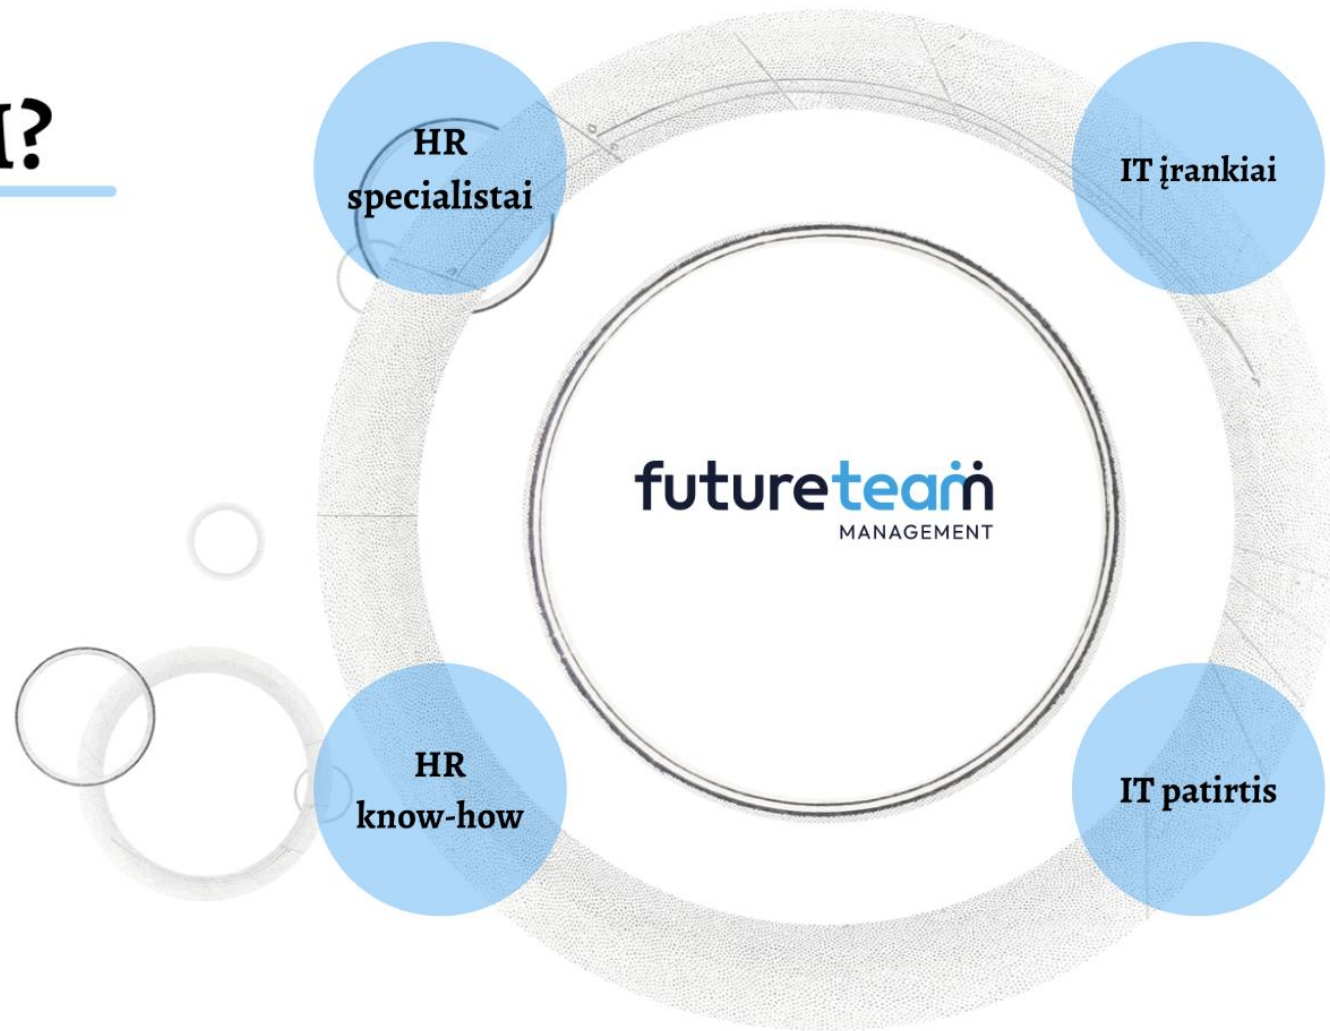 HR
specialistai
IT įrankiai
futureteam
MANAGEMENT
HR
know-how
IT patirtis